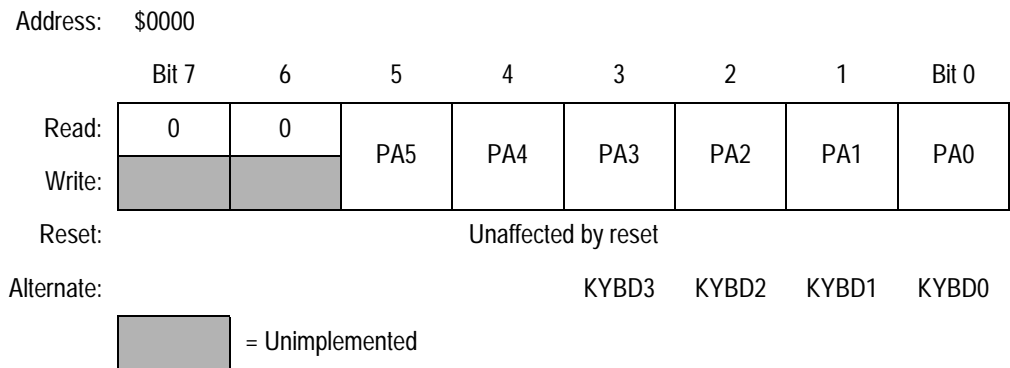 Address: $0000
Bit 7 6 5 4 3 2 1 Bit 0
Read: 0 0
PA5 PA4 PA3 PA2 PA1 PA0
Write:
Reset: Unaffected by reset
Alternate: KYBD3 KYBD2 KYBD1 KYBD0
= Unimplemented